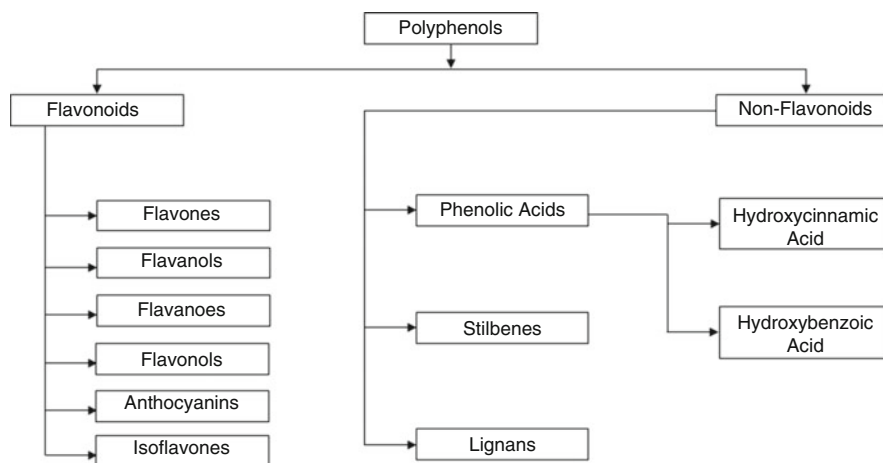 Polyphenols
Flavonoids
Non-Flavonoids
Flavones
Flavanols
Flavanoes
Flavonols
Anthocyanins
Isoflavones
Phenolic Acids
Stilbenes
Lignans
Hydroxycinnamic
Acid
Hydroxybenzoic
Acid